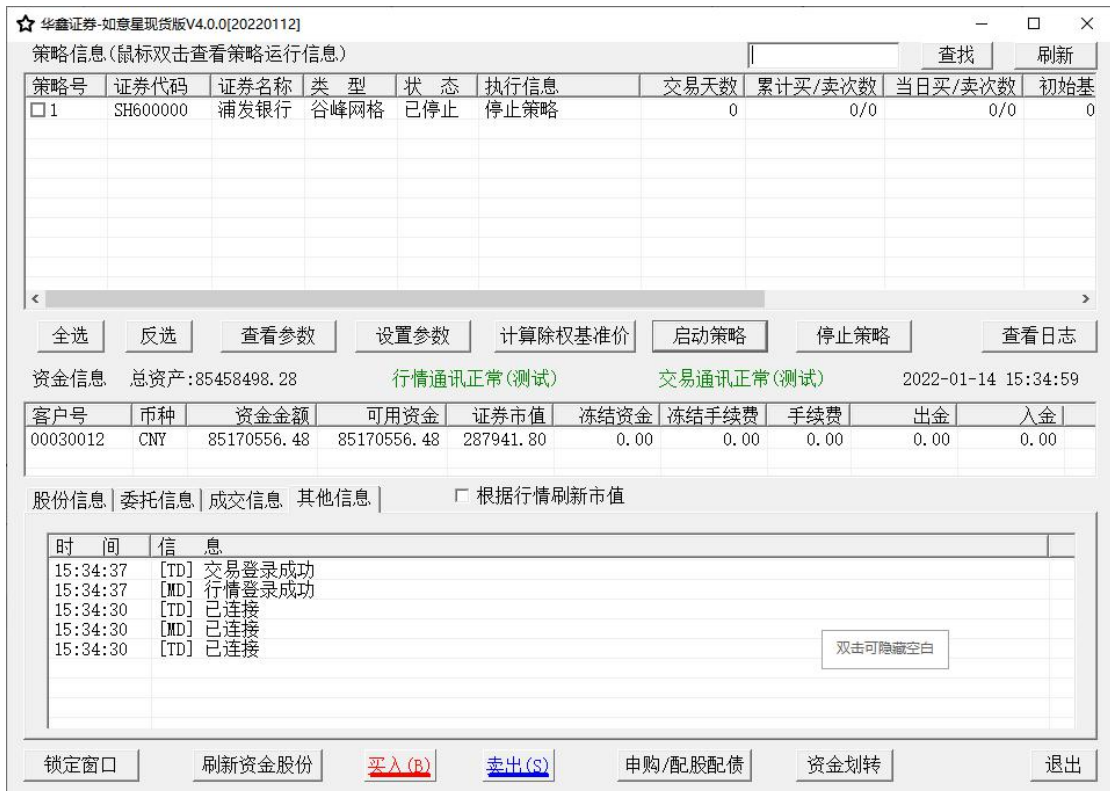 华鑫证券-如意星现货版V4.0.0[20220112]
策略信息(鼠标双击查看策略运行信息) 查找 刷新
策略号 证券代码 证券名称 类 型 状 态 执行信息 交易天数 累计买/卖次数 当日买/卖次数 初始基
1 SH600000 浦发银行 谷峰网格 已停止 停止策略 0 0/0 0/0 0
全选 反选 查看参数 设置参数 计算除权基准价 启动策略 停止策略 查看日志
资金信息 总资产:85458498.28 行情通讯正常(测试) 交易通讯正常(测试) 2022-01-14 15:34:59
客户号 币种 资金金额 可用资金 证券市值 冻结资金 冻结手续费 手续费 出金 入金
00030012 CNY 85170556.48 85170556.48 287941.80 0.00 0.00 0.00 0.00 0.00
股份信息 委托信息 成交信息 其他信息 根据行情刷新市值
时 间 信 息
15:34:37 [TD] 交易登录成功
15:34:37 [MD] 行情登录成功
15:34:30 [TD] 已连接
15:34:30 [MD] 已连接
15:34:30 [TD] 已连接
双击可隐藏空白
锁定窗口 刷新资金股份 买入(B) 卖出(S) 申购/配股配债 资金划转 退出